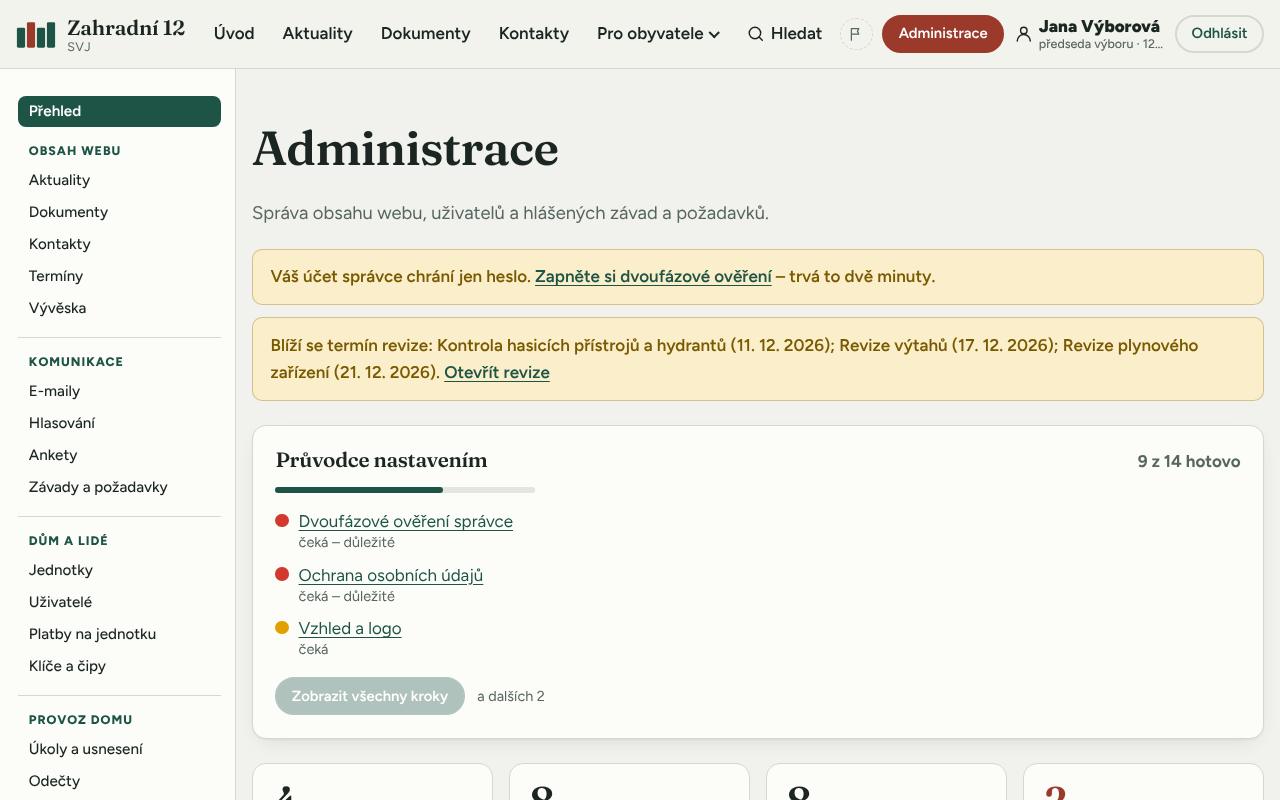 Zahradní 12
SVJ
Úvod
Aktuality
Dokumenty
Kontakty
Pro obyvatele
Hledat
Administrace
Jana Výborová
předseda výboru · 12…
Odhlásit
Přehled
OBSAH WEBU
Aktuality
Dokumenty
Kontakty
Termíny
Vývěska
KOMUNIKACE
E-maily
Hlasování
Ankety
Závady a požadavky
DŮM A LIDÉ
Jednotky
Uživatelé
Platby na jednotku
Klíče a čipy
PROVOZ DOMU
Úkoly a usnesení
Odečty
Administrace
Správa obsahu webu, uživatelů a hlášených závad a požadavků.
Váš účet správce chrání jen heslo. Zapněte si dvoufázové ověření – trvá to dvě minuty.
Blíží se termín revize: Kontrola hasicích přístrojů a hydrantů (11. 12. 2026); Revize výtahů (17. 12. 2026); Revize plynového
zařízení (21. 12. 2026). Otevřít revize
Průvodce nastavením
9 z 14 hotovo
Dvoufázové ověření správce
čeká – důležité
Ochrana osobních údajů
čeká – důležité
Vzhled a logo
čeká
Zobrazit všechny kroky
a dalších 2